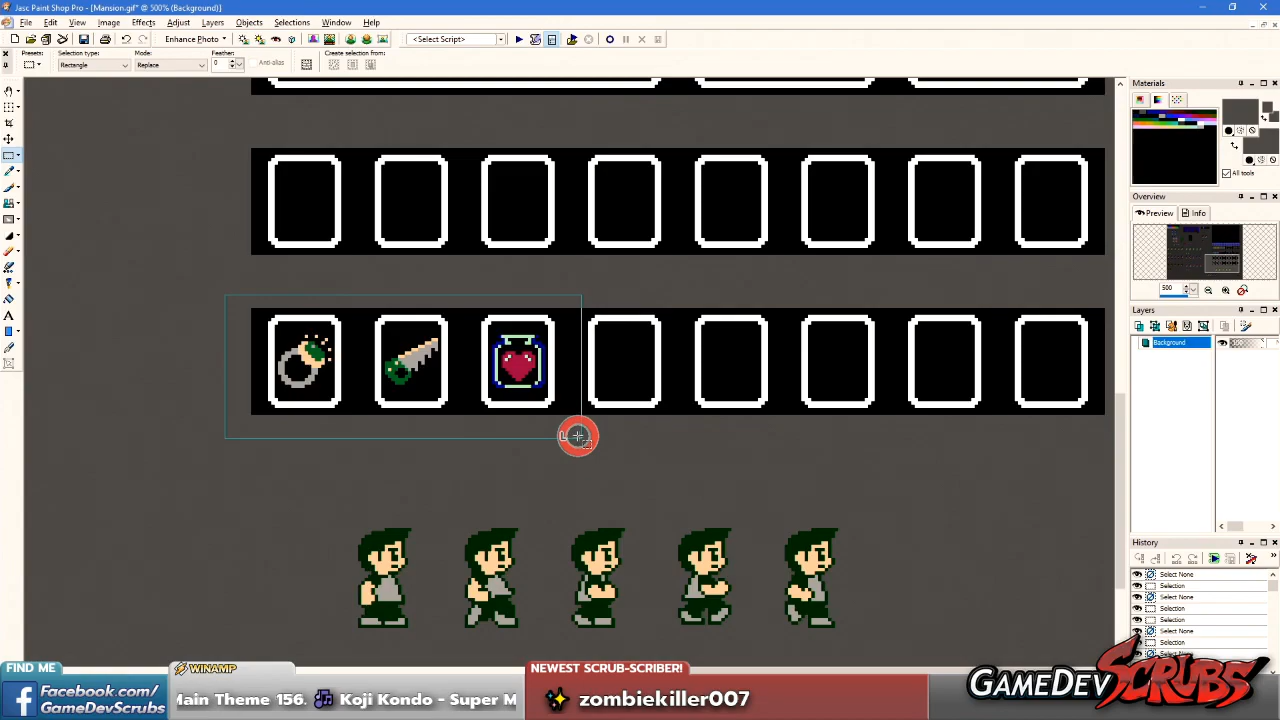 Jasc Paint Shop Pro - [Mansion.gif* @ 500% (Background)]
File Edit View Image Effects Adjust Layers Objects Selections Window Help
Enhance Photo
<Select Script>
Presets: Selection type: Mode: Feather: Create selection from:
Rectangle Replace 0 Anti-alias
Materials
All tools
Overview
Preview Info
500
Layers
Background
History
Select None
Selection
Select None
Selection
Selection
Select None
Selection
L
FIND ME
WINAMP
NEWEST SCRUB-SCRIBER!
Facebook.com/
GameDevScrubs
Main Theme 156.
Koji Kondo - Super M
zombiekiller007
GAMEDEV SCRUBS